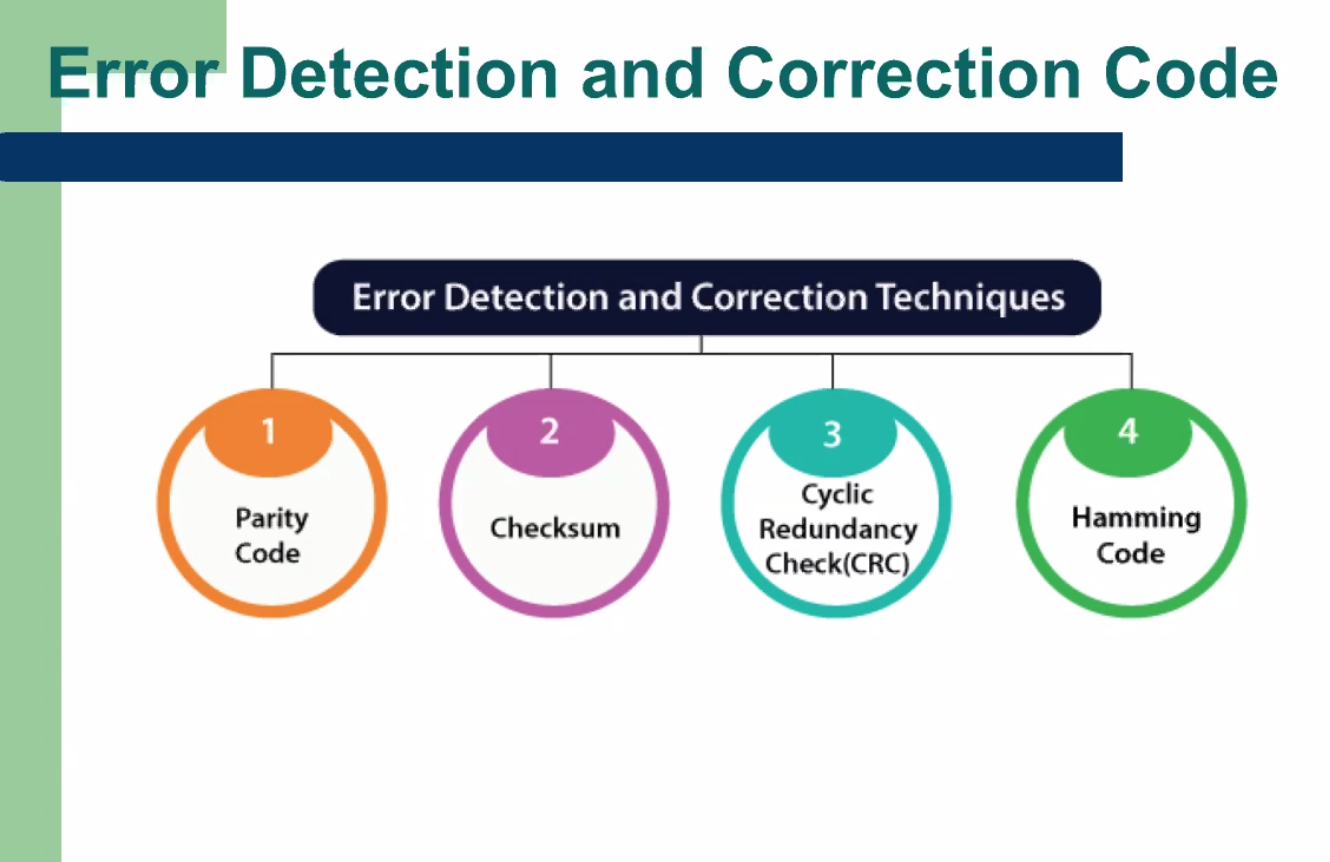 Error Detection and Correction Code
Error Detection and Correction Techniques
1
Parity
Code
2
Checksum
3
Cyclic
Redundancy
Check(CRC)
4
Hamming
Code